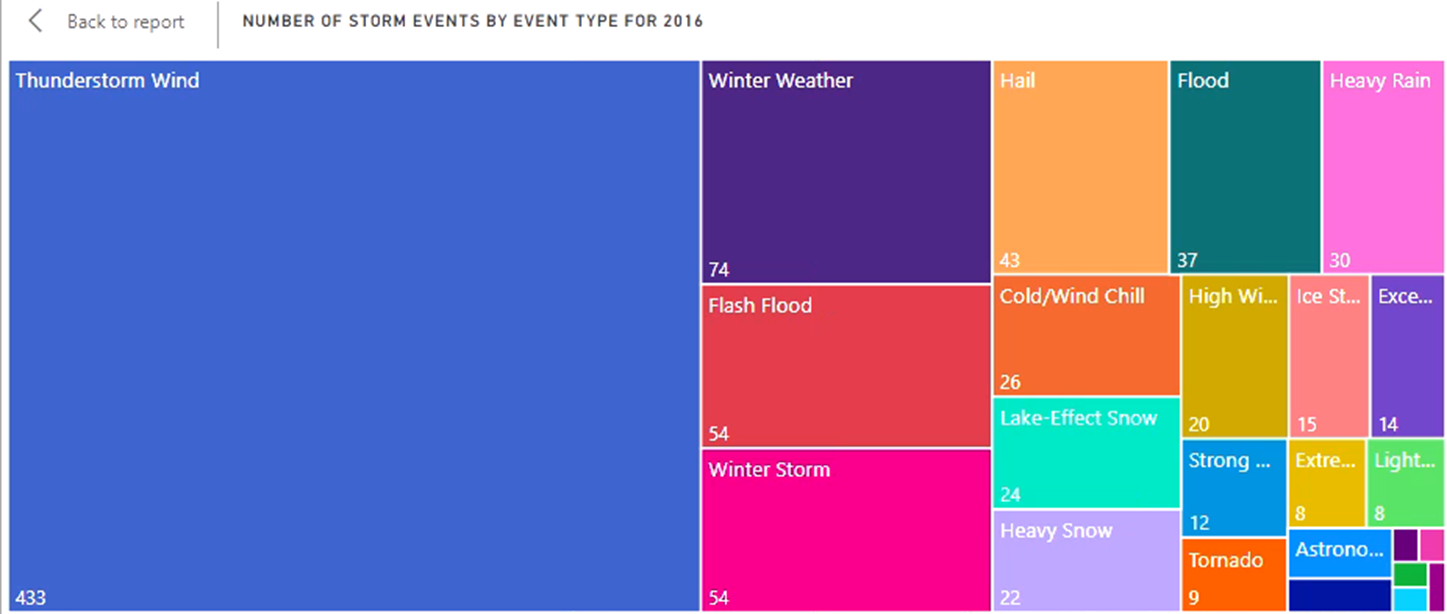 Back to report
NUMBER OF STORM EVENTS BY EVENT TYPE FOR 2016
Thunderstorm Wind
433
Winter Weather
74
Flash Flood
54
Winter Storm
54
Hail
43
Flood
37
Heavy Rain
30
Cold/Wind Chill
26
Lake-Effect Snow
24
Heavy Snow
22
High Wi...
20
Ice St...
15
Exce...
14
Strong ...
12
Extre...
8
Light...
8
Tornado
9
Astrono...